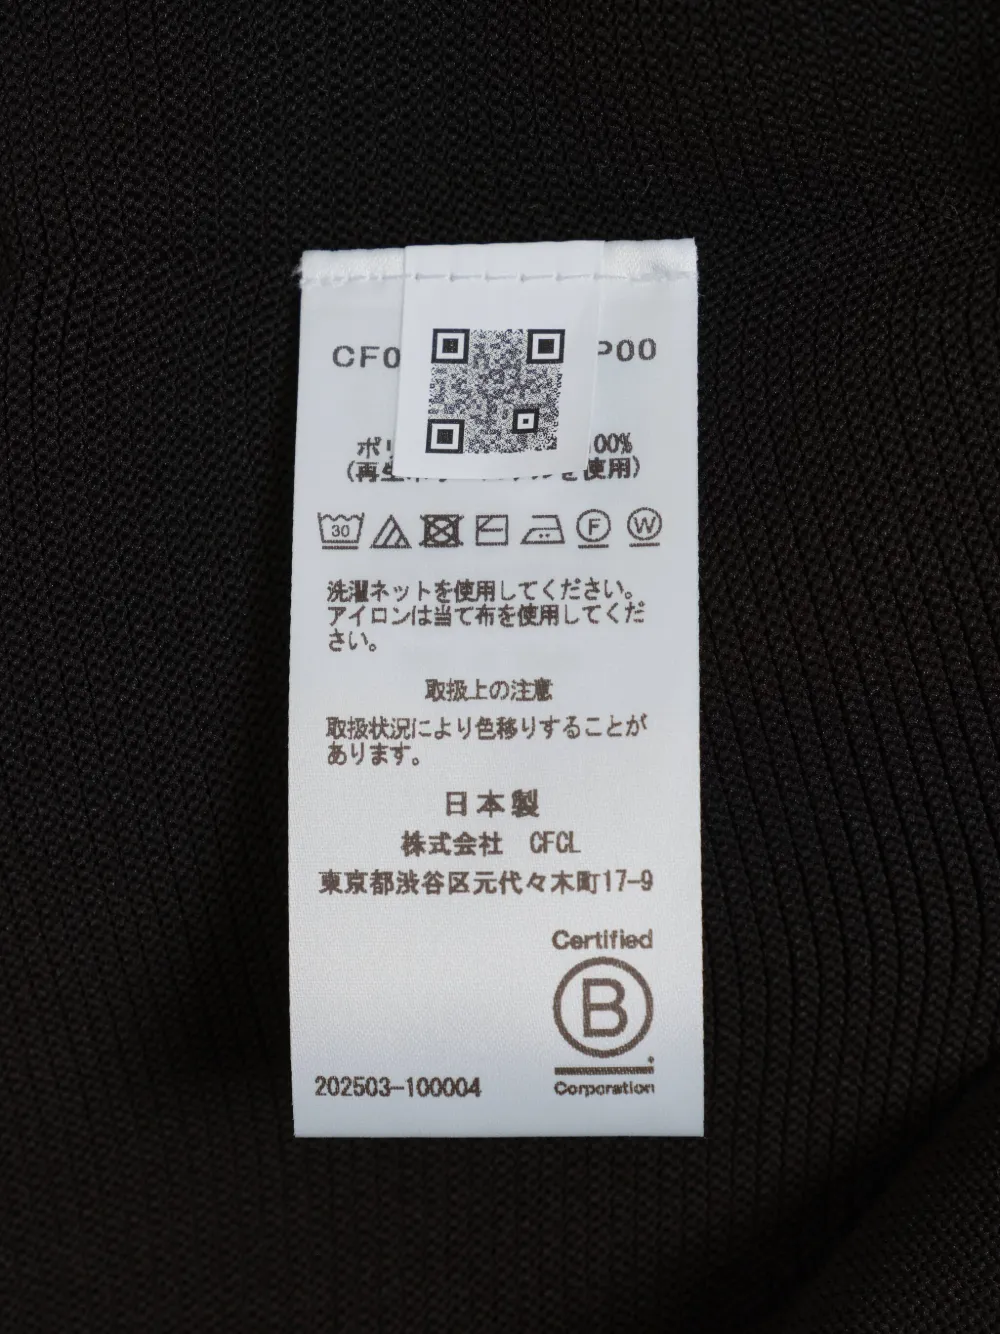 CF0 P00
ポリ 100%
(再生 を使用)
30
F
W
洗濯ネットを使用してください。
アイロンは当て布を使用してくだ
さい。
取扱上の注意
取扱状況により色移りすることが
あります。
日本製
株式会社 CFCL
東京都渋谷区元代々木町17-9
Certified
B
Corporation
202503-100004